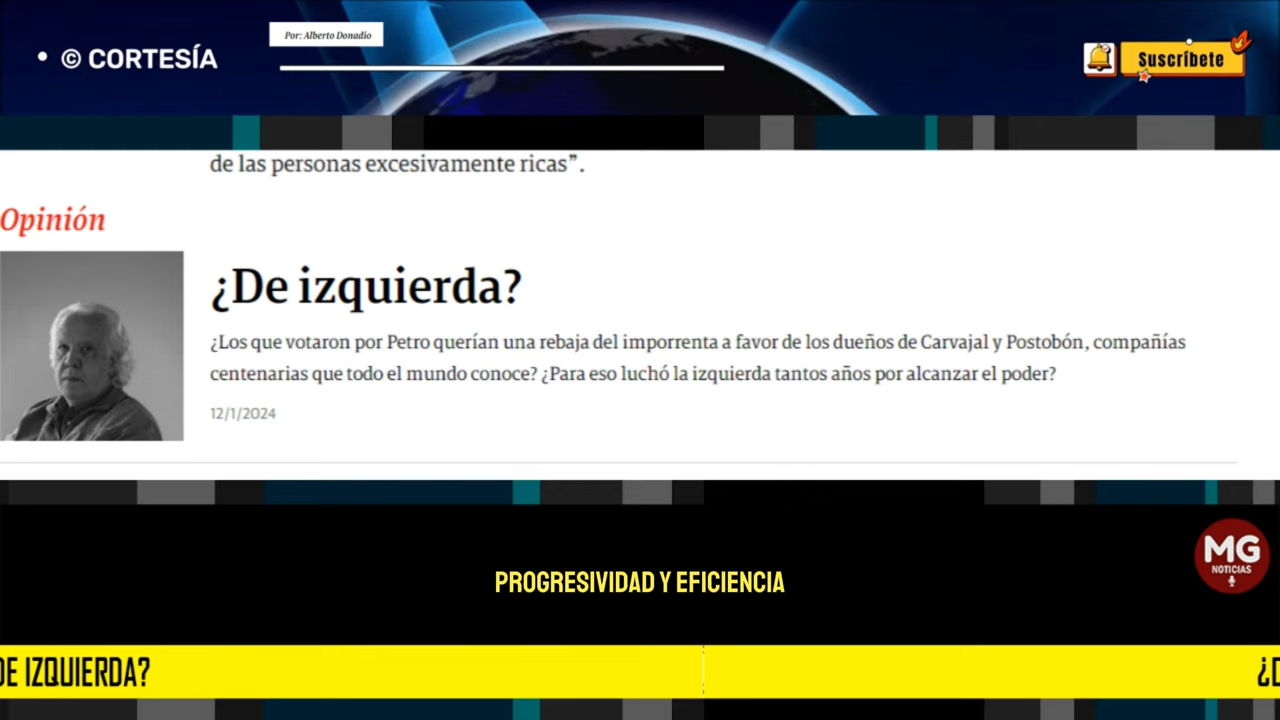 • © CORTESÍA
Por: Alberto Donadio
Suscríbete
de las personas excesivamente ricas”.
Opinión
¿De izquierda?
¿Los que votaron por Petro querían una rebaja del imporrenta a favor de los dueños de Carvajal y Postobón, compañías
centenarias que todo el mundo conoce? ¿Para eso luchó la izquierda tantos años por alcanzar el poder?
12/1/2024
MG
NOTICIAS
PROGRESIVIDAD Y EFICIENCIA
DE IZQUIERDA?
¿D